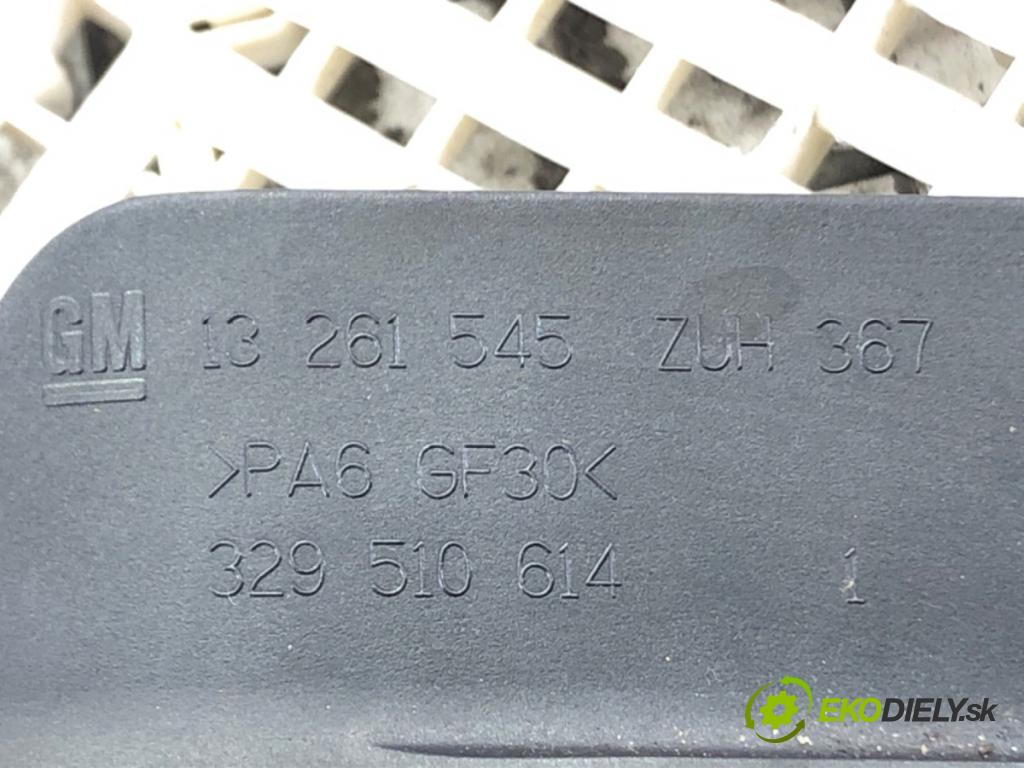 GM 13 261 545 ZUH 367
>PA6 GF30<
329 510 614 1
EKODIELY.sk